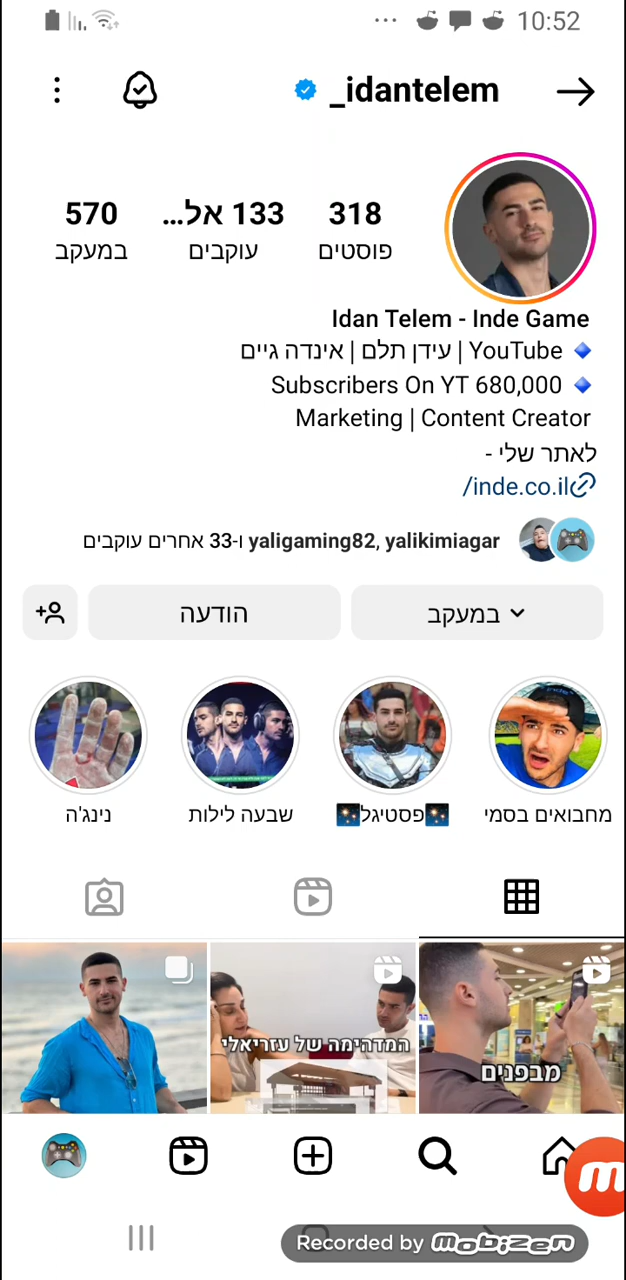 10:52
_idantelem
318
133 אל...
570
פוסטים
עוקבים
במעקב
Idan Telem - Inde Game
🔹 YouTube | עידן תלם | אינדה גיים
🔹 Subscribers On YT 680,000
Marketing | Content Creator
לאתר שלי -
inde.co.il/
yaligaming82, yalikimiagar ו-33 אחרים עוקבים
במעקב
הודעה
מחבואים בסמי
🎇פסטיגל🎇
שבעה לילות
נינג'ה
מבפנים
המדהימה של עזריאלי
Recorded by mobizen